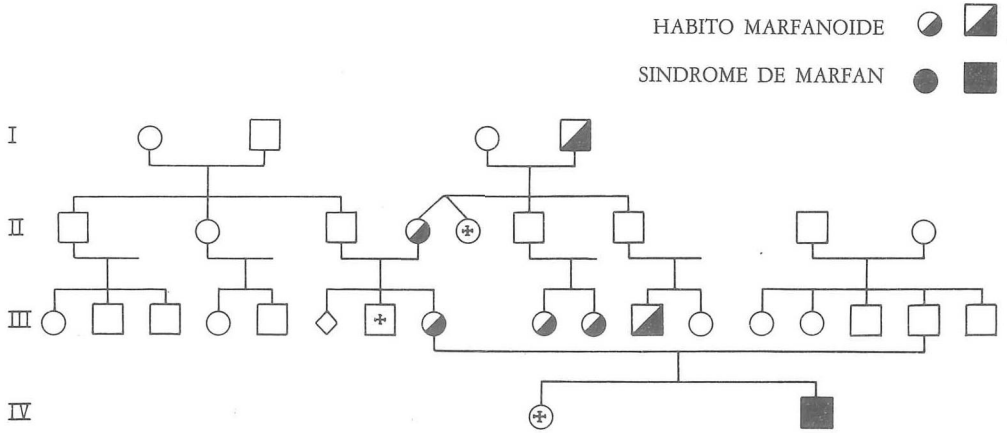 HABITO MARFANOIDE
SINDROME DE MARFAN
I
II
III
IV